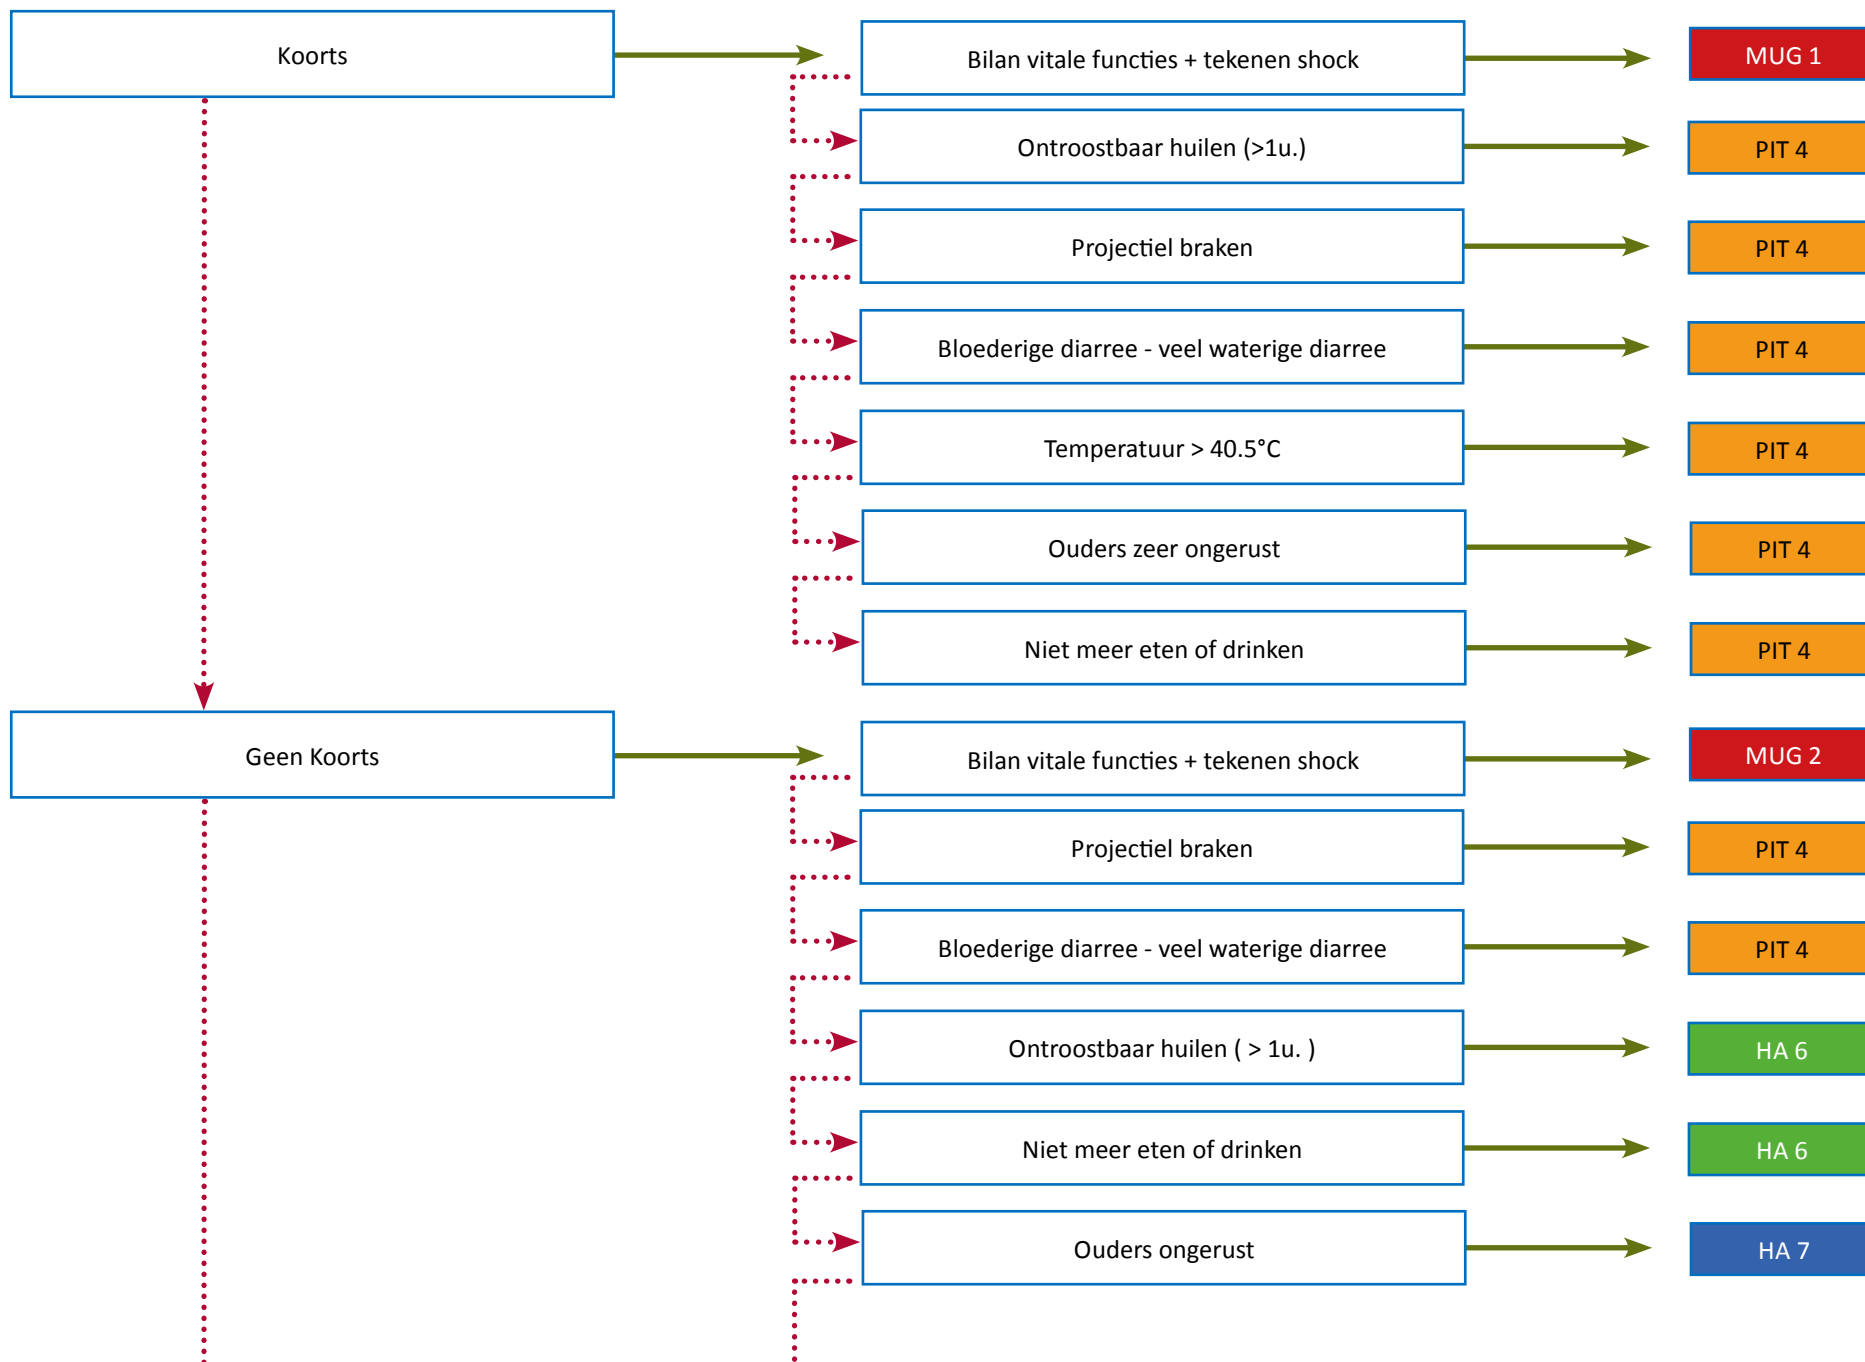 Koorts
Bilan vitale functies + tekenen shock
MUG 1
Ontroostbaar huilen (>1u.)
PIT 4
Projectiel braken
PIT 4
Bloederige diarree - veel waterige diarree
PIT 4
Temperatuur > 40.5°C
PIT 4
Ouders zeer ongerust
PIT 4
Niet meer eten of drinken
PIT 4
Geen Koorts
Bilan vitale functies + tekenen shock
MUG 2
Projectiel braken
PIT 4
Bloederige diarree - veel waterige diarree
PIT 4
Ontroostbaar huilen ( > 1u. )
HA 6
Niet meer eten of drinken
HA 6
Ouders ongerust
HA 7